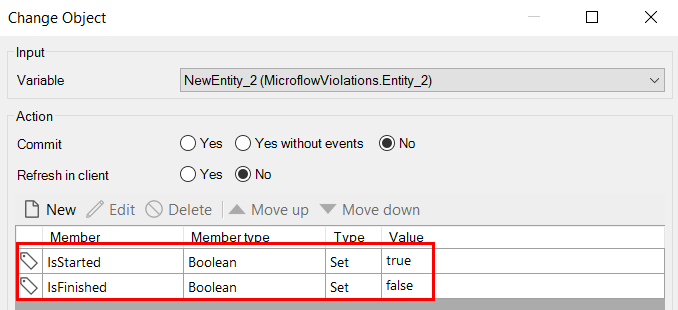 Change Object
Input
Variable NewEntity_2 (MicroflowViolations.Entity_2)
Action
Commit Yes Yes without events No
Refresh in client Yes No
New Edit Delete Move up Move down
Member Member type Type Value
IsStarted Boolean Set true
IsFinished Boolean Set false